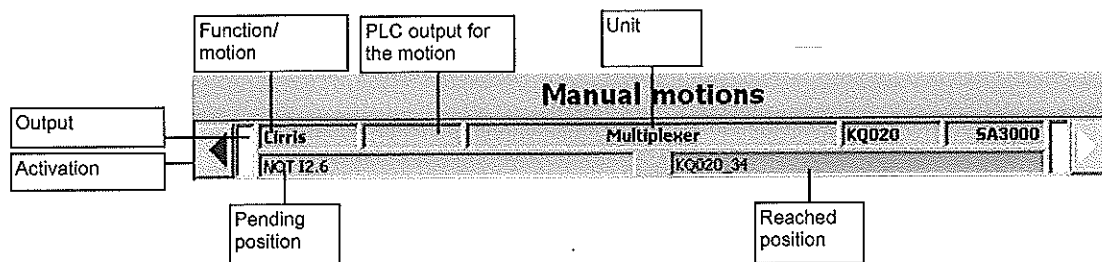 Function/
motion
PLC output for
the motion
Unit
Manual motions
Output
Cirris
Multiplexer
KQ020
SA3000
Activation
NOT I2.6
KQ020_34
Pending
position
Reached
position